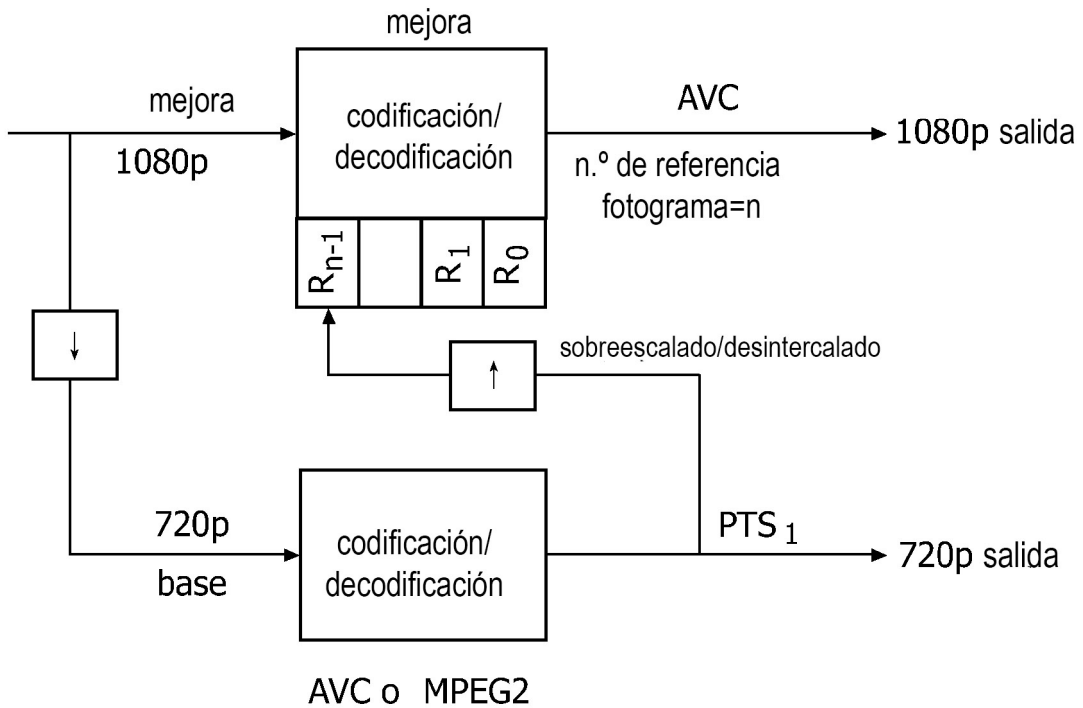 mejora
mejora
1080p
codificación/
decodificación
AVC
n.º de referencia
fotograma=n
1080p salida
Rn-1
R1
R0
↓
↑
sobreescalado/desintercalado
720p
base
codificación/
decodificación
PTS 1
720p salida
AVC o MPEG2